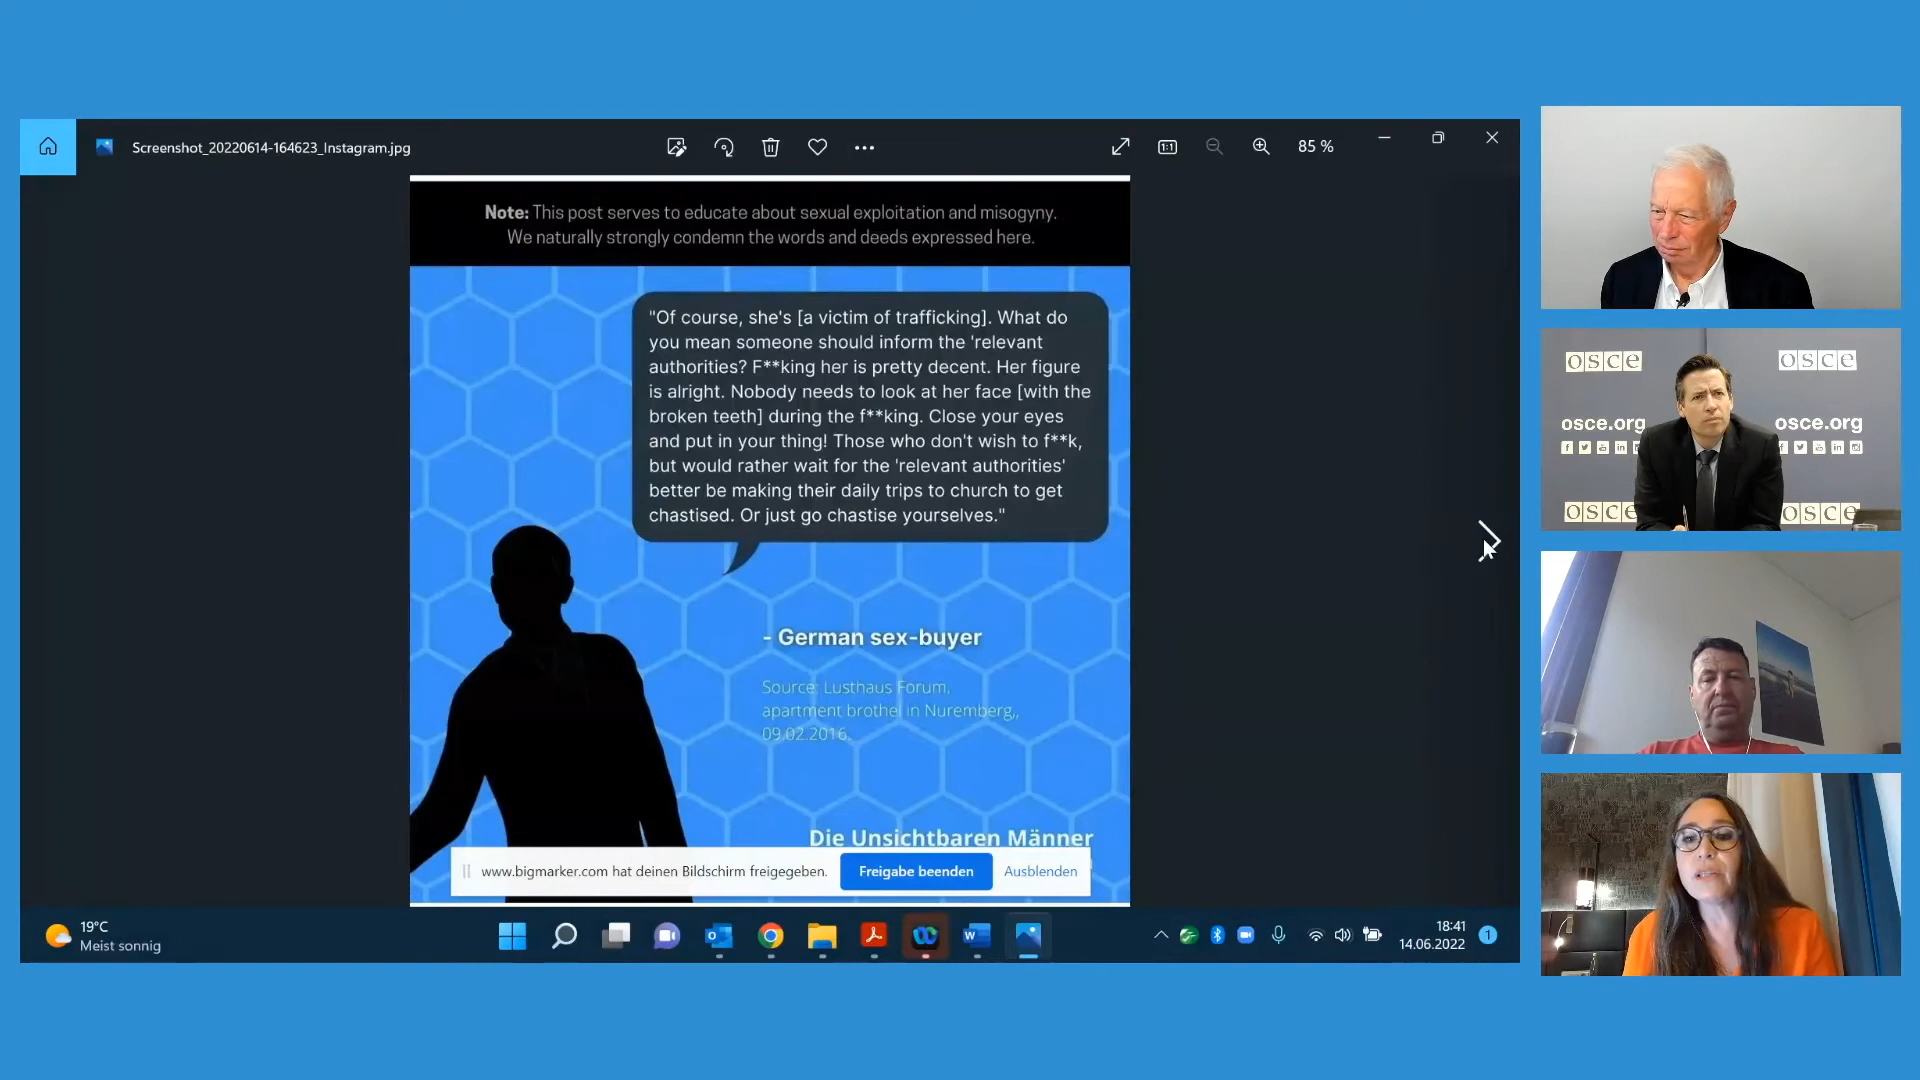 Screenshot_20220614-164623_Instagram.jpg
1:1
85 %
Note: This post serves to educate about sexual exploitation and misogyny.
We naturally strongly condemn the words and deeds expressed here.
"Of course, she's [a victim of trafficking]. What do
you mean someone should inform the 'relevant
authorities? F**king her is pretty decent. Her figure
is alright. Nobody needs to look at her face [with the
broken teeth] during the f**king. Close your eyes
and put in your thing! Those who don't wish to f**k,
but would rather wait for the 'relevant authorities'
better be making their daily trips to church to get
chastised. Or just go chastise yourselves."
- German sex-buyer
Source: Lusthaus Forum,
apartment brothel in Nuremberg,,
09.02.2016.
Die Unsichtbaren Männer
www.bigmarker.com hat deinen Bildschirm freigegeben.
Freigabe beenden
Ausblenden
19°C
Meist sonnig
18:41
14.06.2022
1
osce
osce
osce.org
osce.org
osce
osce